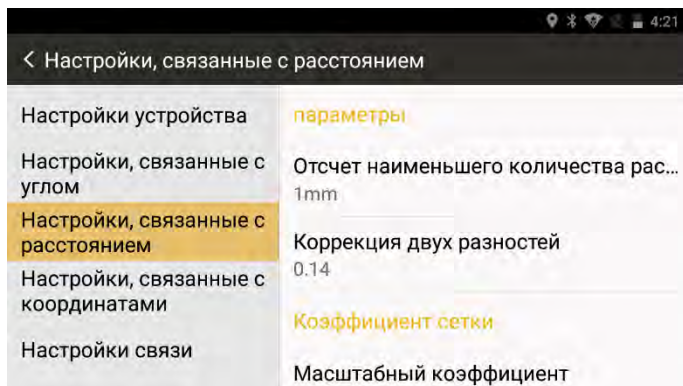 4:21
< Настройки, связанные с расстоянием
Настройки устройства
Настройки, связанные с
углом
Настройки, связанные с
расстоянием
Настройки, связанные с
координатами
Настройки связи
параметры
Отсчет наименьшего количества рас...
1mm
Коррекция двух разностей
0.14
Коэффициент сетки
Масштабный коэффициент